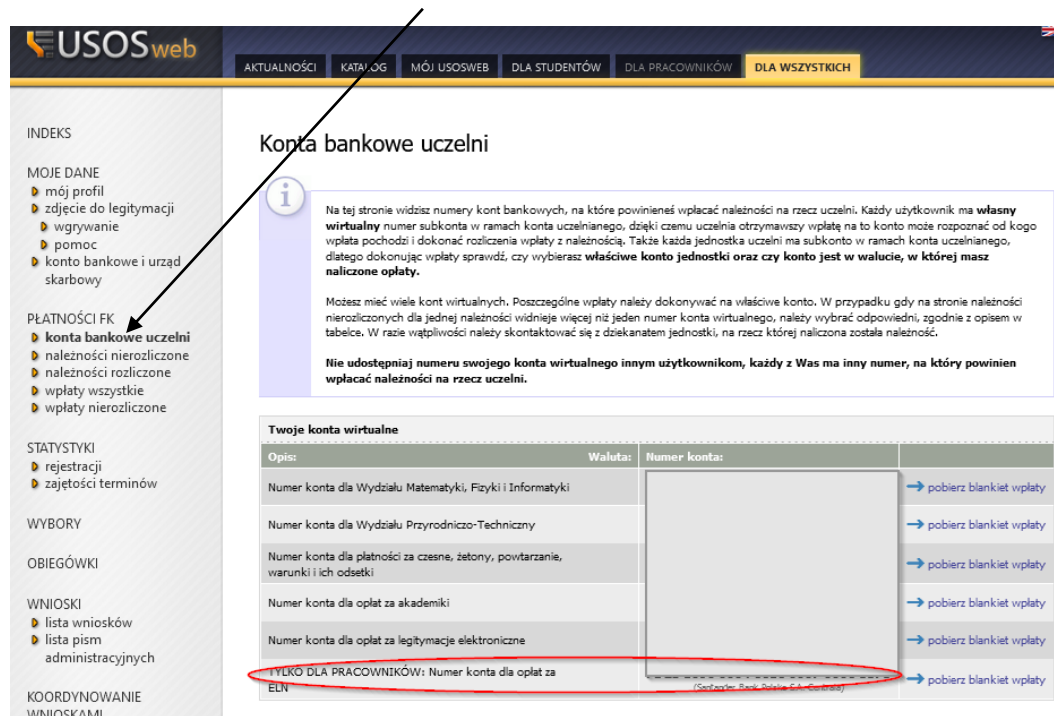 USOSweb
AKTUALNOŚCI KATALOG MÓJ USOSWEB DLA STUDENTÓW DLA PRACOWNIKÓW DLA WSZYSTKICH
INDEKS
MOJE DANE
mój profil
zdjęcie do legitymacji
wgrywanie
pomoc
konto bankowe i urząd
skarbowy
PŁATNOŚCI FK
konta bankowe uczelni
należności nierozliczone
należności rozliczone
wpłaty wszystkie
wpłaty nierozliczone
STATYSTYKI
rejestracji
zajętości terminów
WYBORY
OBIEGÓWKI
WNIOSKI
lista wniosków
lista pism
administracyjnych
KOORDYNOWANIE
WNIOSKAMI
Konta bankowe uczelni
Na tej stronie widzisz numery kont bankowych, na które powinieneś wpłacać należności na rzecz uczelni. Każdy użytkownik ma własny
wirtualny numer subkonta w ramach konta uczelnianego, dzięki czemu uczelnia otrzymawszy wpłatę na to konto może rozpoznać od kogo
wpłata pochodzi i dokonać rozliczenia wpłaty z należnością. Także każda jednostka uczelni ma subkonto w ramach konta uczelnianego,
dlatego dokonując wpłaty sprawdź, czy wybierasz właściwe konto jednostki oraz czy konto jest w walucie, w której masz
naliczone opłaty.
Możesz mieć wiele kont wirtualnych. Poszczególne wpłaty należy dokonywać na właściwe konto. W przypadku gdy na stronie należności
nierozliczonych dla jednej należności widnieje więcej niż jeden numer konta wirtualnego, należy wybrać odpowiedni, zgodnie z opisem w
tabelce. W razie wątpliwości należy skontaktować się z dziekanatem jednostki, na rzecz której naliczona została należność.
Nie udostępniaj numeru swojego konta wirtualnego innym użytkownikom, każdy z Was ma inny numer, na który powinien
wpłacać należności na rzecz uczelni.
Twoje konta wirtualne
Opis: Waluta: Numer konta:
Numer konta dla Wydziału Matematyki, Fizyki i Informatyki pobierz blankiet wpłaty
Numer konta dla Wydziału Przyrodniczo-Techniczny pobierz blankiet wpłaty
Numer konta dla płatności za czesne, żetony, powtarzanie,
warunki i ich odsetki pobierz blankiet wpłaty
Numer konta dla opłat za akademiki pobierz blankiet wpłaty
Numer konta dla opłat za legitymacje elektroniczne pobierz blankiet wpłaty
TYLKO DLA PRACOWNIKÓW: Numer konta dla opłat za
ELN (Santander Bank Polska S.A. Centrala) pobierz blankiet wpłaty